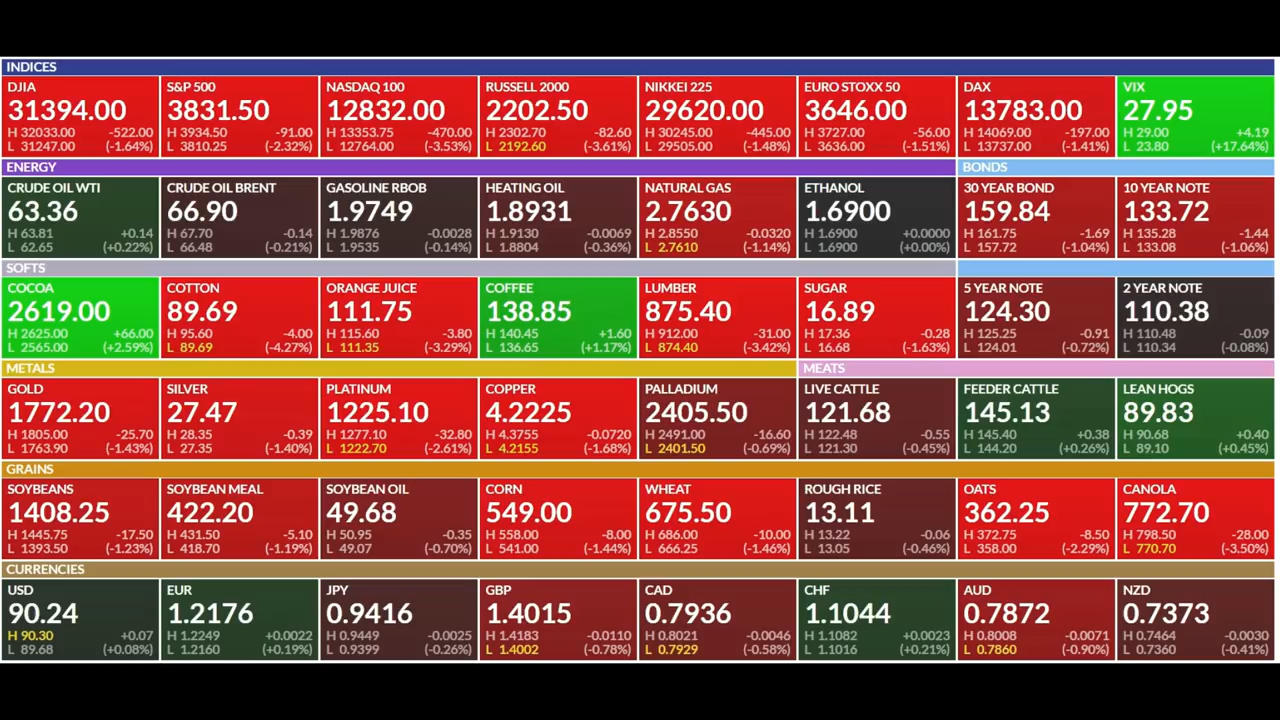 INDICES
DJIA S&P 500 NASDAQ 100 RUSSELL 2000 NIKKEI 225 EURO STOXX 50 DAX VIX
31394.00 3831.50 12832.00 2202.50 29620.00 3646.00 13783.00 27.95
H 32033.00 -522.00 H 3934.50 -91.00 H 13353.75 -470.00 H 2302.70 -82.60 H 30245.00 -445.00 H 3727.00 -56.00 H 14069.00 -197.00 H 29.00 +4.19
L 31247.00 (-1.64%) L 3810.25 (-2.32%) L 12764.00 (-3.53%) L 2192.60 (-3.61%) L 29505.00 (-1.48%) L 3636.00 (-1.51%) L 13737.00 (-1.41%) L 23.80 (+17.64%)
ENERGY BONDS
CRUDE OIL WTI CRUDE OIL BRENT GASOLINE RBOB HEATING OIL NATURAL GAS ETHANOL 30 YEAR BOND 10 YEAR NOTE
63.36 66.90 1.9749 1.8931 2.7630 1.6900 159.84 133.72
H 63.81 +0.14 H 67.70 -0.14 H 1.9876 -0.0028 H 1.9130 -0.0069 H 2.8550 -0.0320 H 1.6900 +0.0000 H 161.75 -1.69 H 135.28 -1.44
L 62.65 (+0.22%) L 66.48 (-0.21%) L 1.9535 (-0.14%) L 1.8804 (-0.36%) L 2.7610 (-1.14%) L 1.6900 (+0.00%) L 157.72 (-1.04%) L 133.08 (-1.06%)
SOFTS
COCOA COTTON ORANGE JUICE COFFEE LUMBER SUGAR 5 YEAR NOTE 2 YEAR NOTE
2619.00 89.69 111.75 138.85 875.40 16.89 124.30 110.38
H 2625.00 +66.00 H 95.60 -4.00 H 115.60 -3.80 H 140.45 +1.60 H 912.00 -31.00 H 17.36 -0.28 H 125.25 -0.91 H 110.48 -0.09
L 2565.00 (+2.59%) L 89.69 (-4.27%) L 111.35 (-3.29%) L 136.65 (+1.17%) L 874.40 (-3.42%) L 16.68 (-1.63%) L 124.01 (-0.72%) L 110.34 (-0.08%)
METALS MEATS
GOLD SILVER PLATINUM COPPER PALLADIUM LIVE CATTLE FEEDER CATTLE LEAN HOGS
1772.20 27.47 1225.10 4.2225 2405.50 121.68 145.13 89.83
H 1805.00 -25.70 H 28.35 -0.39 H 1277.10 -32.80 H 4.3755 -0.0720 H 2491.00 -16.60 H 122.48 -0.55 H 145.40 +0.38 H 90.68 +0.40
L 1763.90 (-1.43%) L 27.35 (-1.40%) L 1222.70 (-2.61%) L 4.2155 (-1.68%) L 2401.50 (-0.69%) L 121.30 (-0.45%) L 144.20 (+0.26%) L 89.10 (+0.45%)
GRAINS
SOYBEANS SOYBEAN MEAL SOYBEAN OIL CORN WHEAT ROUGH RICE OATS CANOLA
1408.25 422.20 49.68 549.00 675.50 13.11 362.25 772.70
H 1445.75 -17.50 H 431.50 -5.10 H 50.95 -0.35 H 558.00 -8.00 H 686.00 -10.00 H 13.22 -0.06 H 372.75 -8.50 H 798.50 -28.00
L 1393.50 (-1.23%) L 418.70 (-1.19%) L 49.07 (-0.70%) L 541.00 (-1.44%) L 666.25 (-1.46%) L 13.05 (-0.46%) L 358.00 (-2.29%) L 770.70 (-3.50%)
CURRENCIES
USD EUR JPY GBP CAD CHF AUD NZD
90.24 1.2176 0.9416 1.4015 0.7936 1.1044 0.7872 0.7373
H 90.30 +0.07 H 1.2249 +0.0022 H 0.9449 -0.0025 H 1.4183 -0.0110 H 0.8021 -0.0046 H 1.1082 +0.0023 H 0.8008 -0.0071 H 0.7464 -0.0030
L 89.68 (+0.08%) L 1.2160 (+0.19%) L 0.9399 (-0.26%) L 1.4002 (-0.78%) L 0.7929 (-0.58%) L 1.1016 (+0.21%) L 0.7860 (-0.90%) L 0.7360 (-0.41%)